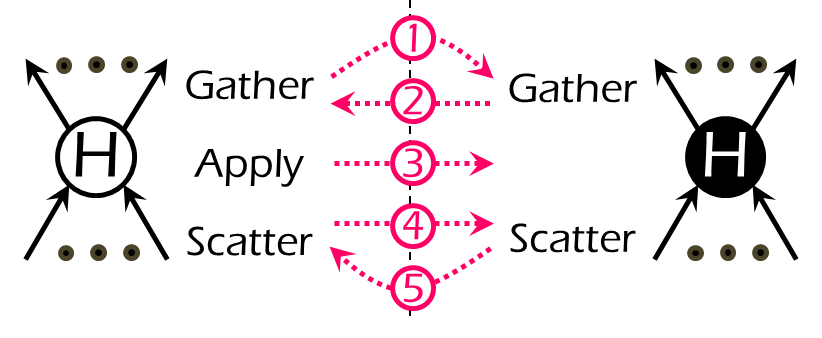 1
Gather
Gather
2
H
Apply
3
H
4
Scatter
Scatter
5